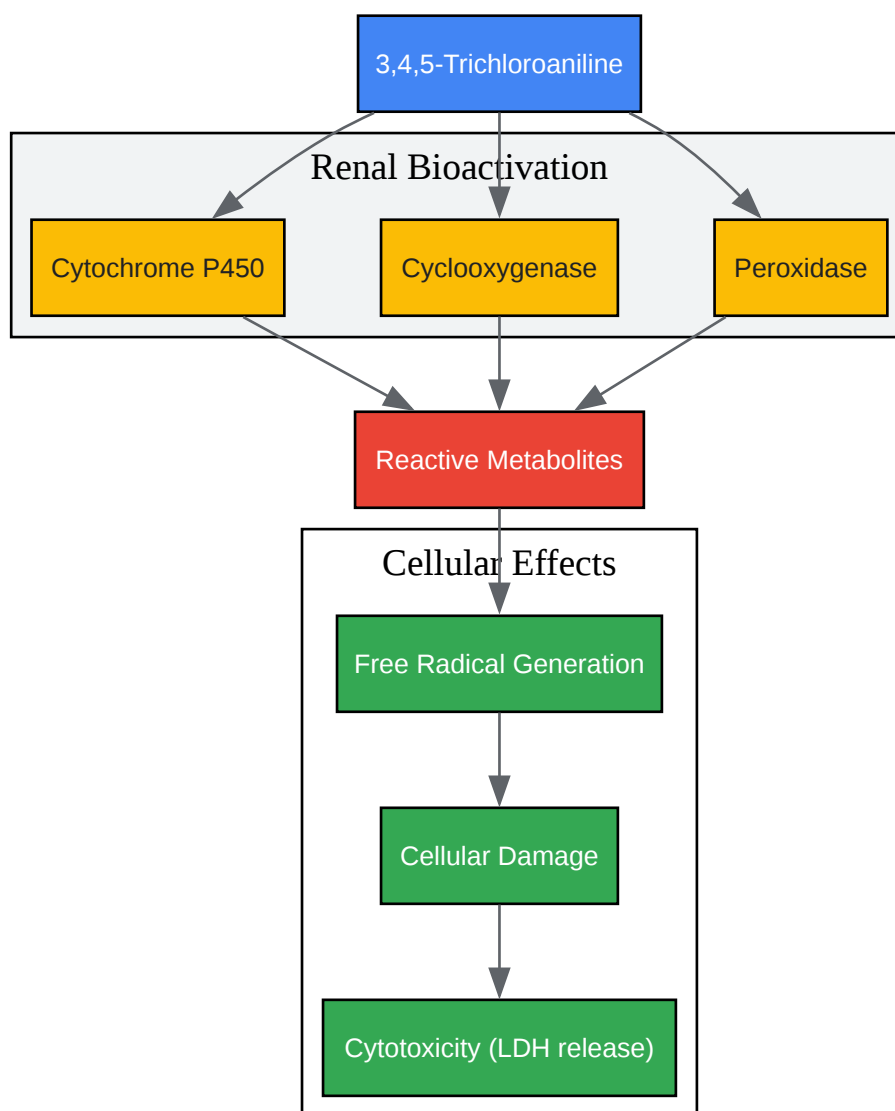 3,4,5-Trichloroaniline
Renal Bioactivation
Cytochrome P450
Cyclooxygenase
Peroxidase
Reactive Metabolites
Cellular Effects
Free Radical Generation
Cellular Damage
Cytotoxicity (LDH release)